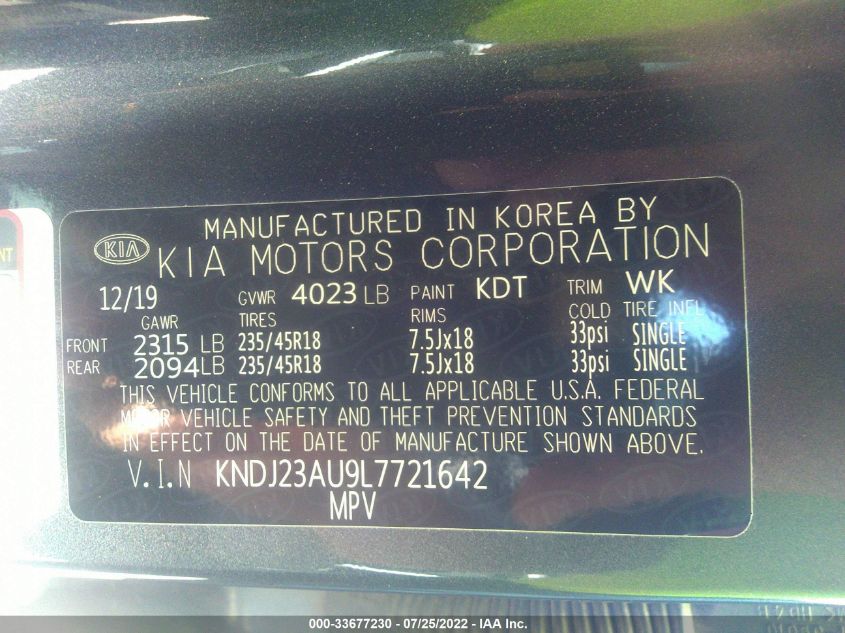 MANUFACTURED IN KOREA BY
KIA KIA MOTORS CORPORATION
12/19 GVWR 4023 LB PAINT KDT TRIM WK
GAWR TIRES RIMS COLD TIRE INFL
FRONT 2315 LB 235/45R18 7.5Jx18 33psi SINGLE
REAR 2094 LB 235/45R18 7.5Jx18 33psi SINGLE
THIS VEHICLE CONFORMS TO ALL APPLICABLE U.S.A. FEDERAL
MOTOR VEHICLE SAFETY AND THEFT PREVENTION STANDARDS
IN EFFECT ON THE DATE OF MANUFACTURE SHOWN ABOVE.
V.I.N KNDJ23AU9L7721642
MPV
000-33677230 - 07/25/2022 - IAA Inc.